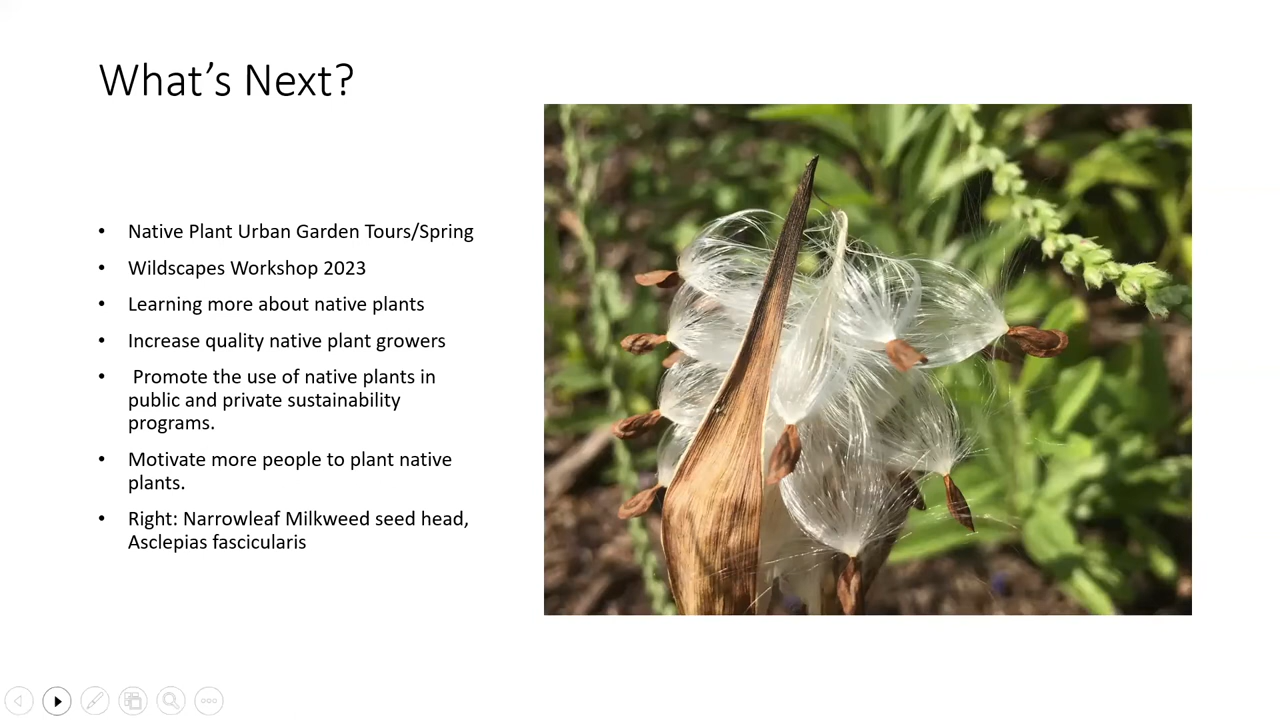 What's Next?
• Native Plant Urban Garden Tours/Spring
• Wildscapes Workshop 2023
• Learning more about native plants
• Increase quality native plant growers
• Promote the use of native plants in
public and private sustainability
programs.
• Motivate more people to plant native
plants.
• Right: Narrowleaf Milkweed seed head,
Asclepias fascicularis